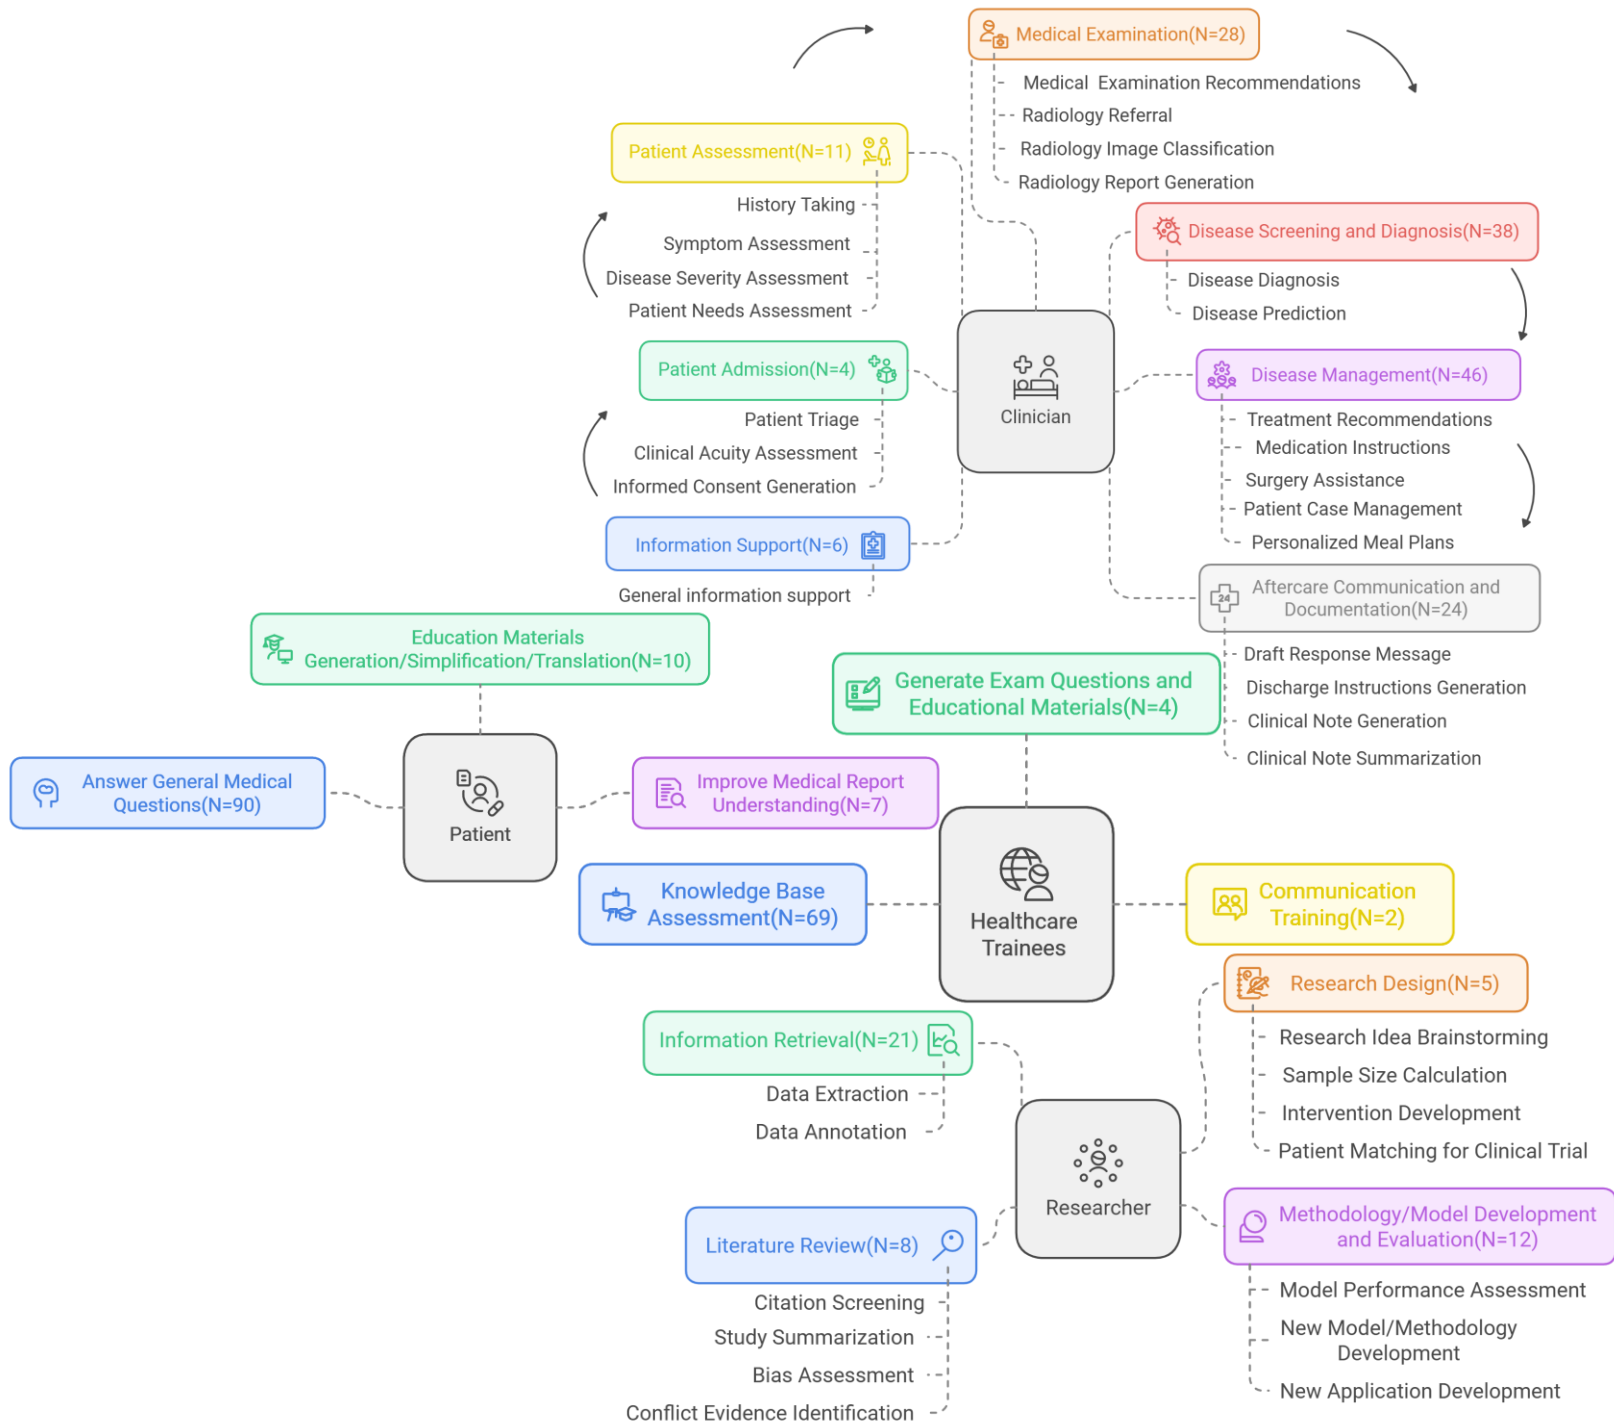 Medical Examination(N=28)
Medical Examination Recommendations
Radiology Referral
Radiology Image Classification
Radiology Report Generation
Patient Assessment(N=11)
History Taking
Symptom Assessment
Disease Severity Assessment
Patient Needs Assessment
Disease Screening and Diagnosis(N=38)
Disease Diagnosis
Disease Prediction
Patient Admission(N=4)
Patient Triage
Clinical Acuity Assessment
Informed Consent Generation
Clinician
Disease Management(N=46)
Treatment Recommendations
Medication Instructions
Surgery Assistance
Patient Case Management
Personalized Meal Plans
Information Support(N=6)
General information support
24
Aftercare Communication and
Documentation(N=24)
Draft Response Message
Discharge Instructions Generation
Clinical Note Generation
Clinical Note Summarization
Education Materials
Generation/Simplification/Translation(N=10)
Answer General Medical
Questions(N=90)
Patient
Improve Medical Report
Understanding(N=7)
Generate Exam Questions and
Educational Materials(N=4)
Knowledge Base
Assessment(N=69)
Healthcare
Trainees
Communication
Training(N=2)
Information Retrieval(N=21)
Data Extraction
Data Annotation
Research Design(N=5)
Research Idea Brainstorming
Sample Size Calculation
Intervention Development
Patient Matching for Clinical Trial
Researcher
Literature Review(N=8)
Citation Screening
Study Summarization
Bias Assessment
Conflict Evidence Identification
Methodology/Model Development
and Evaluation(N=12)
Model Performance Assessment
New Model/Methodology
Development
New Application Development